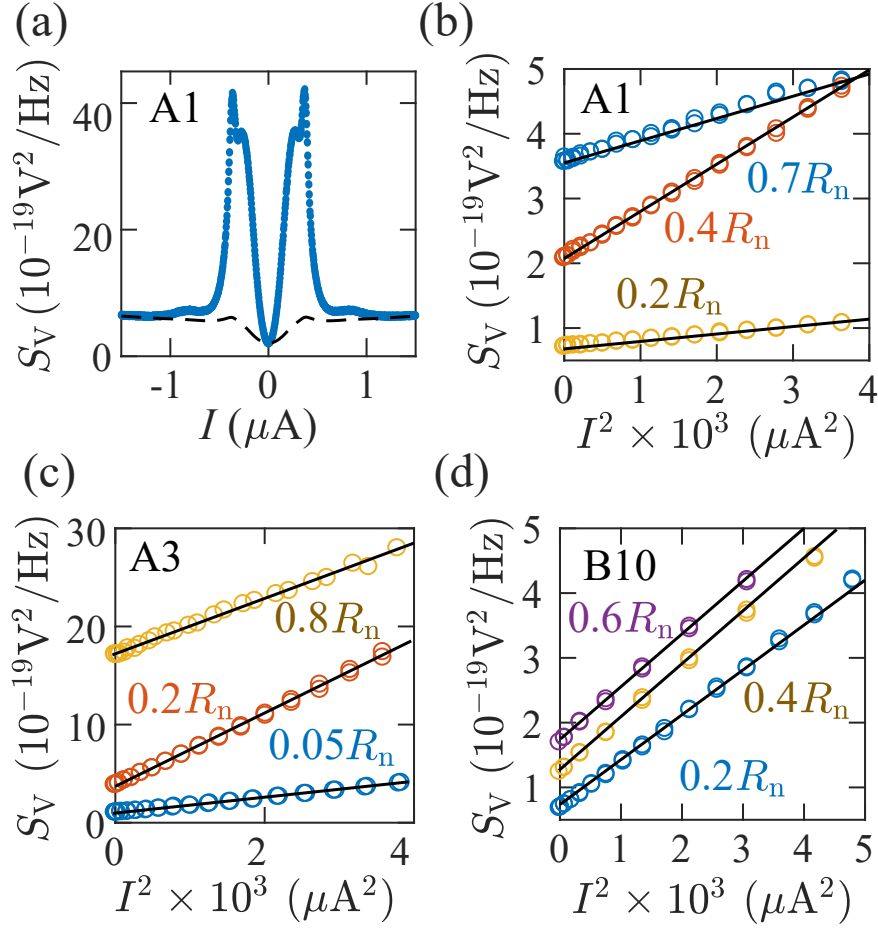 (a)
A1
S_V (10^−19 V^2/Hz)
40
20
0
-1 0 1
I (μA)
(b)
A1
S_V (10^−19 V^2/Hz)
5
4
3
2
1
0.7R_n
0.4R_n
0.2R_n
0 1 2 3 4
I^2 × 10^3 (μA^2)
(c)
A3
S_V (10^−19 V^2/Hz)
30
20
10
0
0.8R_n
0.2R_n
0.05R_n
0 2 4
I^2 × 10^3 (μA^2)
(d)
B10
S_V (10^−19 V^2/Hz)
5
4
3
2
1
0.6R_n
0.4R_n
0.2R_n
0 1 2 3 4 5
I^2 × 10^3 (μA^2)